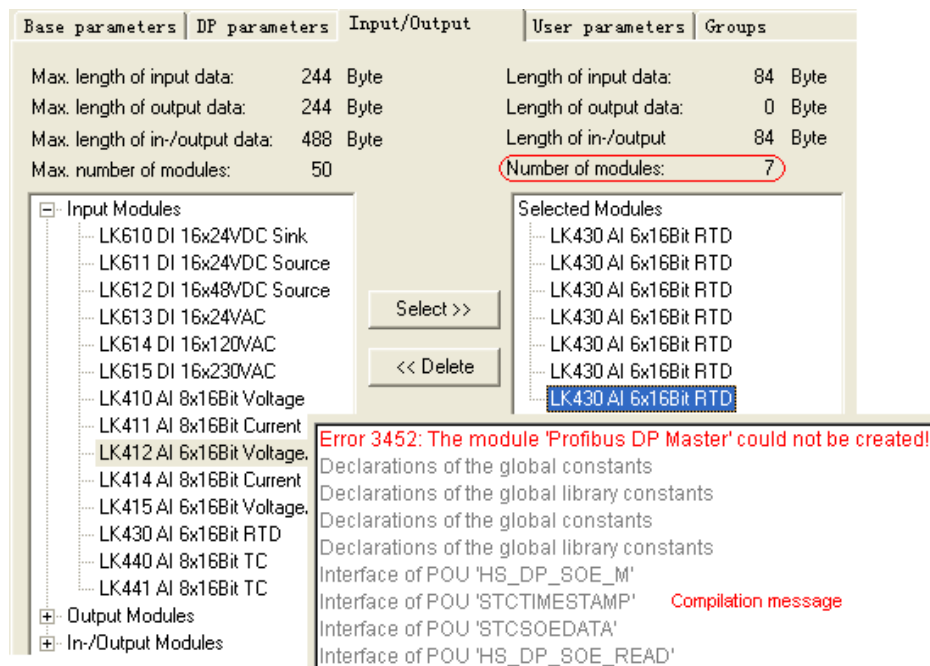 Base parameters DP parameters Input/Output User parameters Groups
Max. length of input data: 244 Byte
Max. length of output data: 244 Byte
Max. length of in-/output data: 488 Byte
Max. number of modules: 50
Length of input data: 84 Byte
Length of output data: 0 Byte
Length of in-/output 84 Byte
Number of modules: 7
Input Modules
LK610 DI 16x24VDC Sink
LK611 DI 16x24VDC Source
LK612 DI 16x48VDC Source
LK613 DI 16x24VAC
LK614 DI 16x120VAC
LK615 DI 16x230VAC
LK410 AI 8x16Bit Voltage
LK411 AI 8x16Bit Current
LK412 AI 6x16Bit Voltage.
LK414 AI 8x16Bit Current
LK415 AI 6x16Bit Voltage.
LK430 AI 6x16Bit RTD
LK440 AI 8x16Bit TC
LK441 AI 8x16Bit TC
Output Modules
In-/Output Modules
Select >>
<< Delete
Selected Modules
LK430 AI 6x16Bit RTD
LK430 AI 6x16Bit RTD
LK430 AI 6x16Bit RTD
LK430 AI 6x16Bit RTD
LK430 AI 6x16Bit RTD
LK430 AI 6x16Bit RTD
LK430 AI 6x16Bit RTD
Error 3452: The module 'Profibus DP Master' could not be created!
Declarations of the global constants
Declarations of the global library constants
Declarations of the global constants
Declarations of the global library constants
Interface of POU 'HS_DP_SOE_M'
Interface of POU 'STCTIMESTAMP' Compilation message
Interface of POU 'STCSOEDATA'
Interface of POU 'HS_DP_SOE_READ'